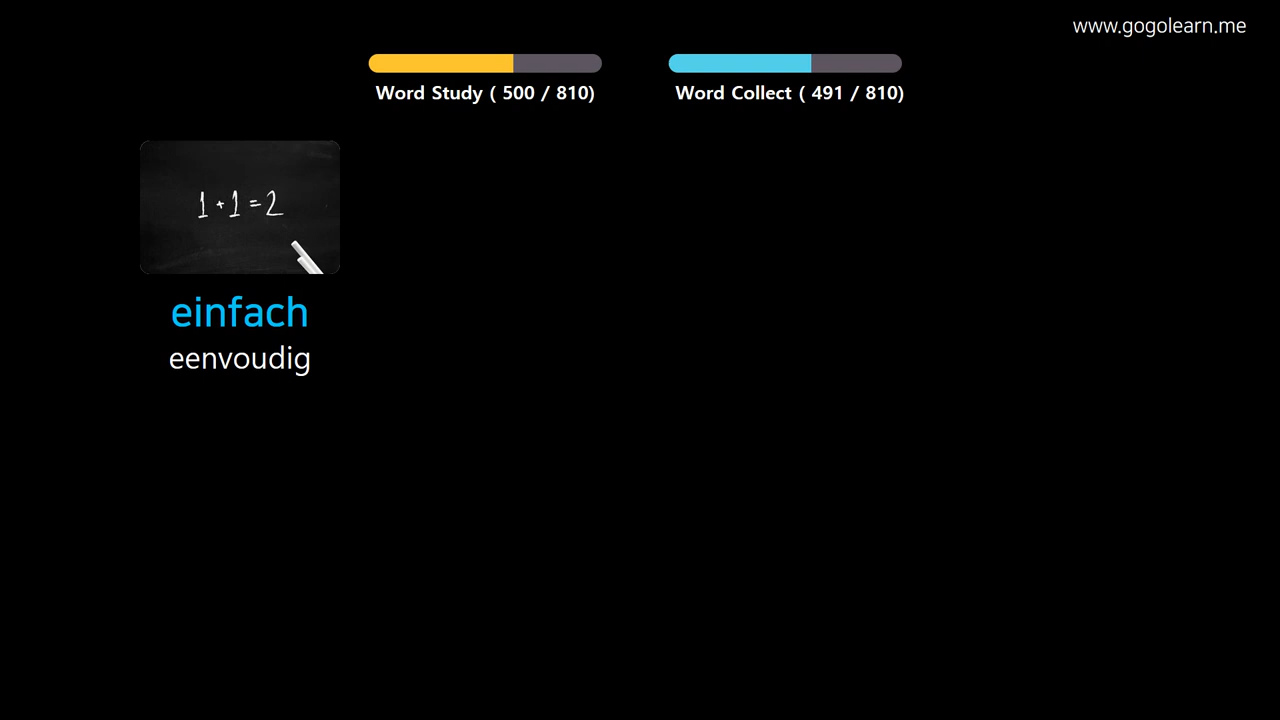 www.gogolearn.me
Word Study ( 500 / 810)
Word Collect ( 491 / 810)
1 + 1 = 2
einfach
eenvoudig